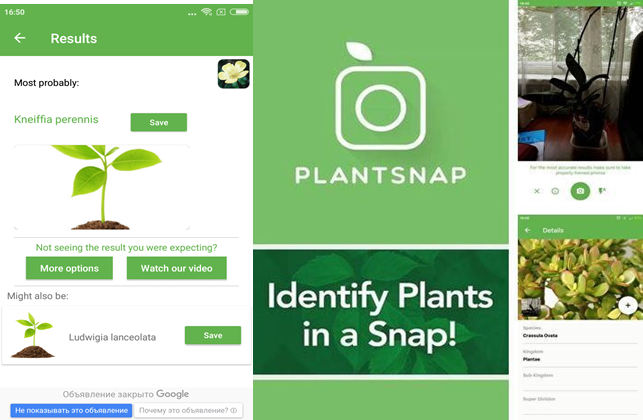 16:50
Results
Most probably:
Kneiffia perennis
Save
Not seeing the result you were expecting?
More options
Watch our video
Might also be:
Ludwigia lanceolata
Save
Объявление закрыто Google
Не показывать это объявление
Почему это объявление?
PLANTSNAP
Identify Plants
in a Snap!
For the most accurate results make sure to take
properly framed photos!
Details
Species
Crassula Ovata
Kingdom
Plantae
Sub Kingdom
Super Division